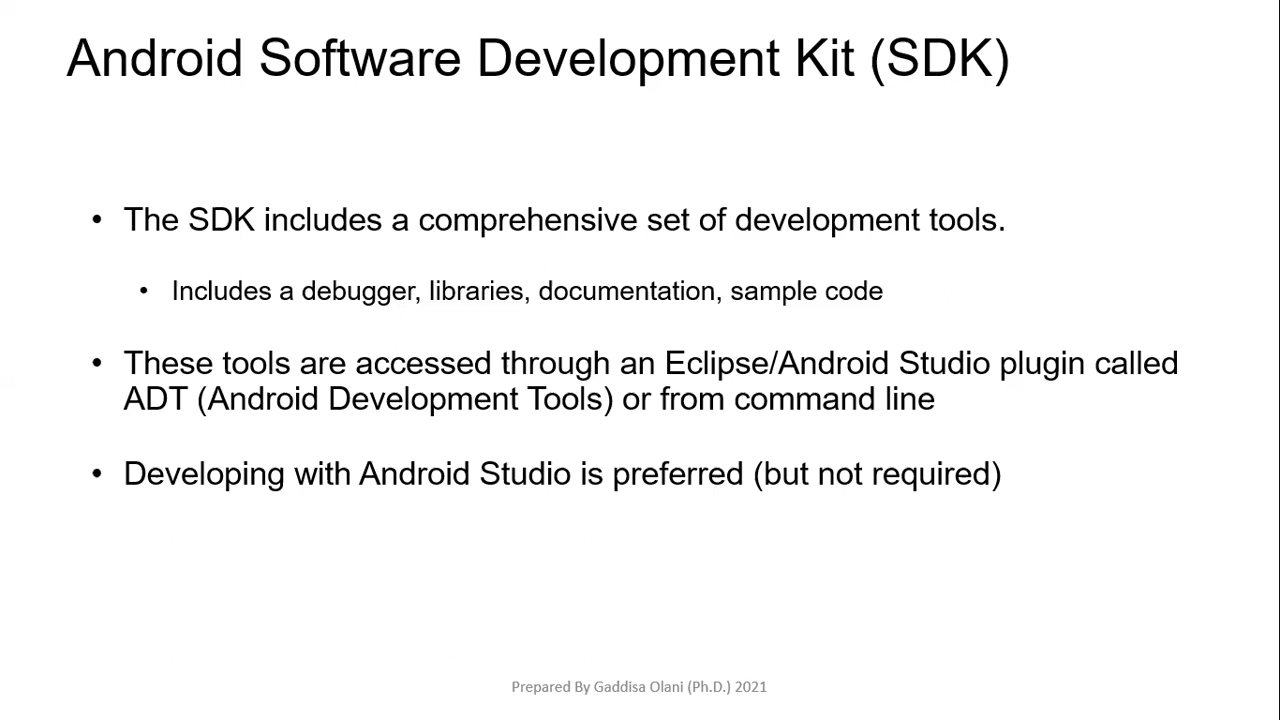 Android Software Development Kit (SDK)
• The SDK includes a comprehensive set of development tools.
• Includes a debugger, libraries, documentation, sample code
• These tools are accessed through an Eclipse/Android Studio plugin called
ADT (Android Development Tools) or from command line
• Developing with Android Studio is preferred (but not required)
Prepared By Gaddisa Olani (Ph.D.) 2021